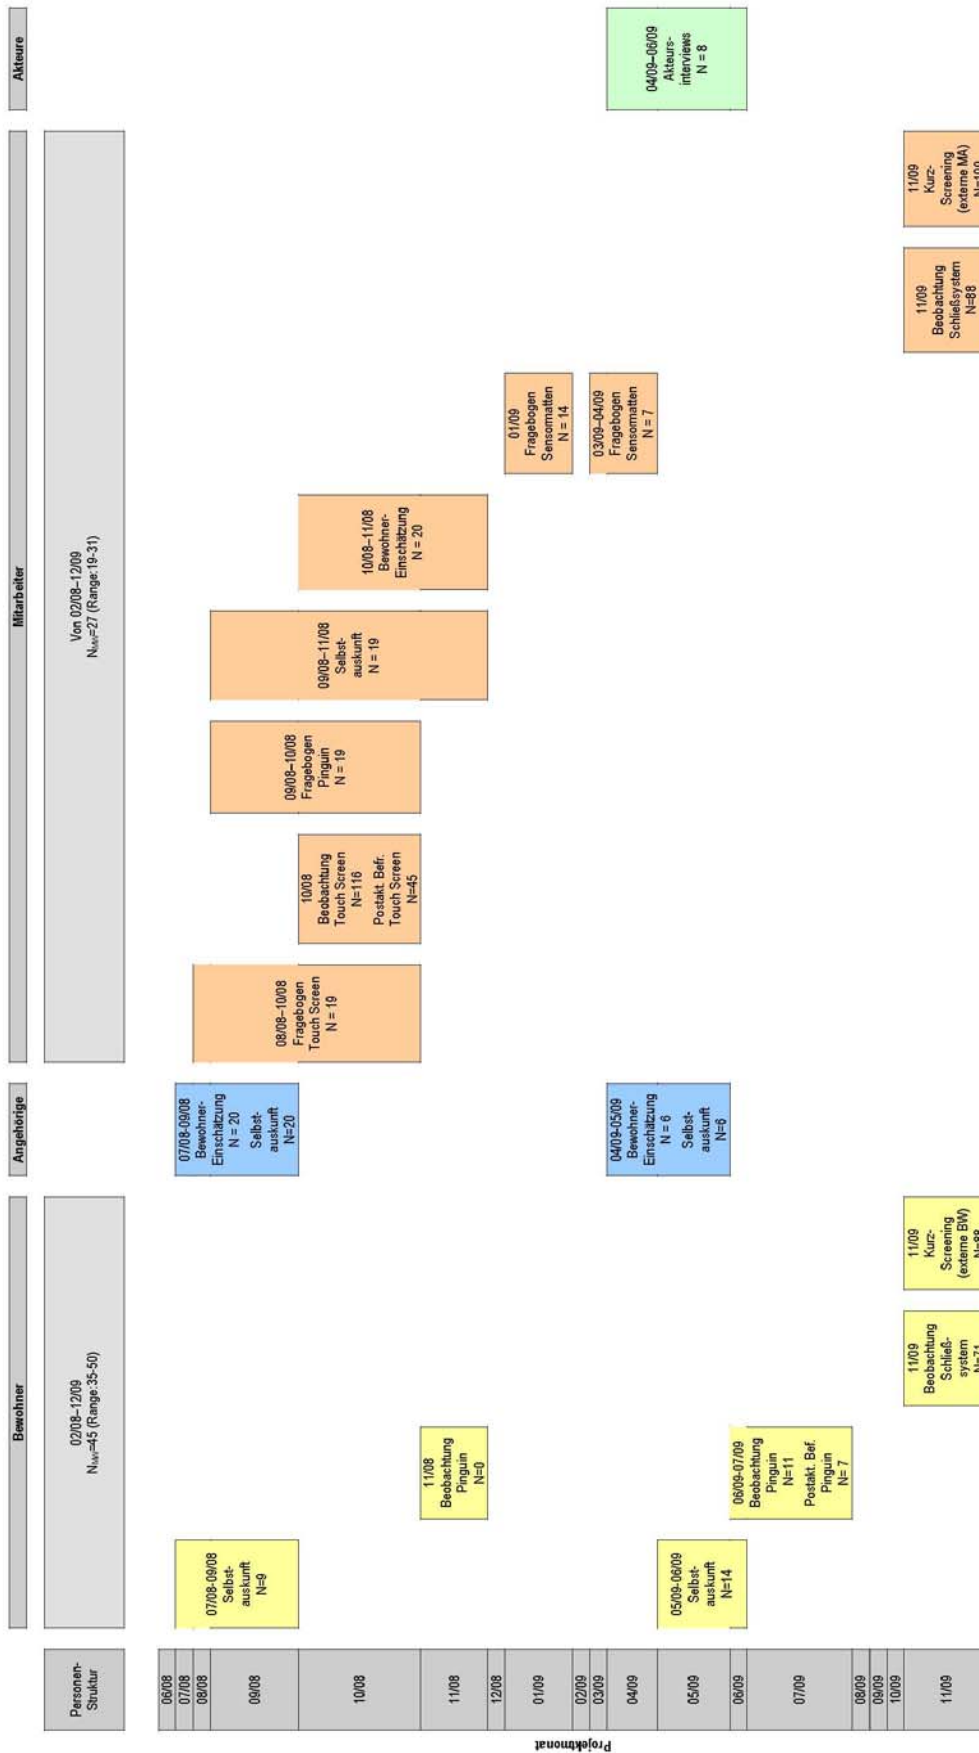 Bewohner
Angehörige
Mitarbeiter
Akteure
Personen-
Struktur
02/08–12/09
=45 (Range:35-50)
Von 02/08–12/09
=27 (Range:19-31)
Projektmonat
06/08
07/08
08/08
09/08
10/08
11/08
12/08
01/09
02/09
03/09
04/09
05/09
06/09
07/09
08/09
09/09
10/09
11/09
07/08-09/08
Selbst-
auskunft
N=9
11/08
Beobachtung
Pinguin
N=0
05/09-06/09
Selbst-
auskunft
N=14
06/09-07/09
Beobachtung
Pinguin
N=11
Postakt. Bef.
Pinguin
N= 7
11/09
Beobachtung
Schließ-
system
N=71
11/09
Kurz-
Screening
(externe BW)
N=88
07/08-09/08
Bewohner-
Einschätzung
N = 20
Selbst-
auskunft
N=20
04/09-05/09
Bewohner-
Einschätzung
N = 6
Selbst-
auskunft
N=6
08/08–10/08
Fragebogen
Touch Screen
N = 19
10/08
Beobachtung
Touch Screen
N=116
Postakt. Befr.
Touch Screen
N=45
09/08–10/08
Fragebogen
Pinguin
N = 19
09/08–11/08
Selbst-
auskunft
N = 19
10/08–11/08
Bewohner-
Einschätzung
N = 20
01/09
Fragebogen
Sensormatten
N = 14
03/09–04/09
Fragebogen
Sensormatten
N = 7
11/09
Beobachtung
Schließsystem
N=88
11/09
Kurz-
Screening
(externe MA)
N=100
04/09–06/09
Akteurs-
interviews
N = 8